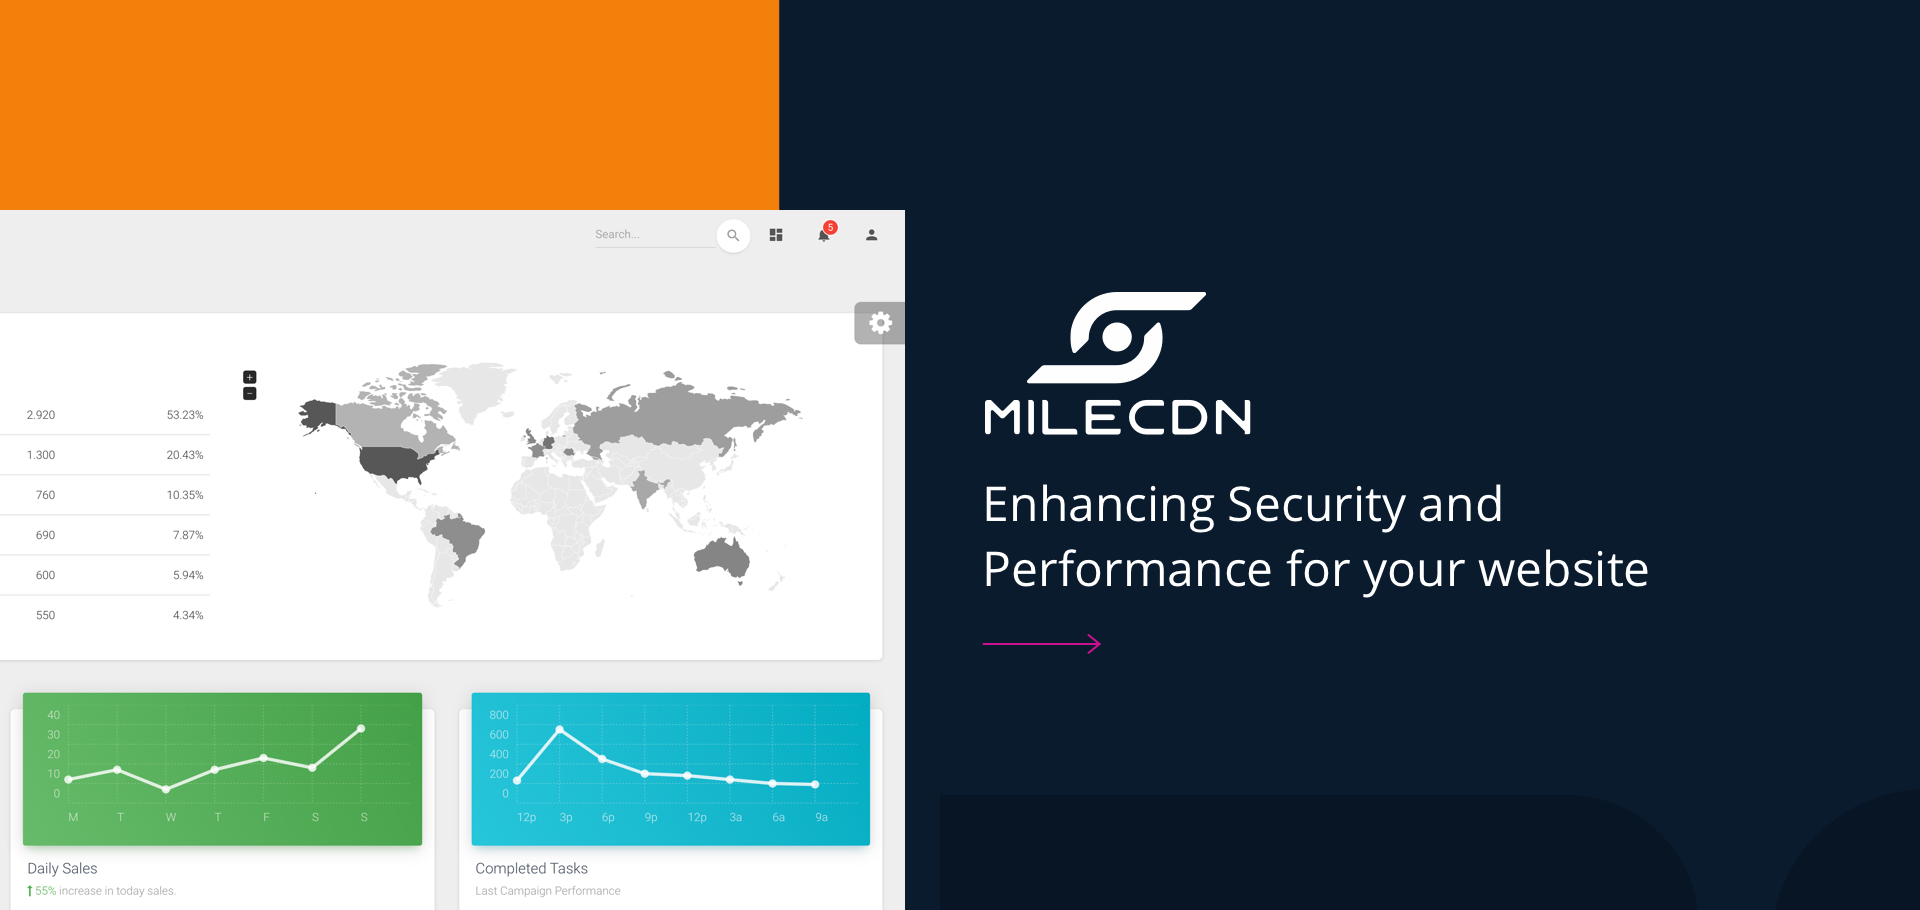 Search...
5
+
−
2.920 53.23%
1.300 20.43%
760 10.35%
690 7.87%
600 5.94%
550 4.34%
MILECDN
Enhancing Security and
Performance for your website
40
30
20
10
0
M T W T F S S
Daily Sales
55% increase in today sales.
800
600
400
200
0
12p 3p 6p 9p 12p 3a 6a 9a
Completed Tasks
Last Campaign Performance